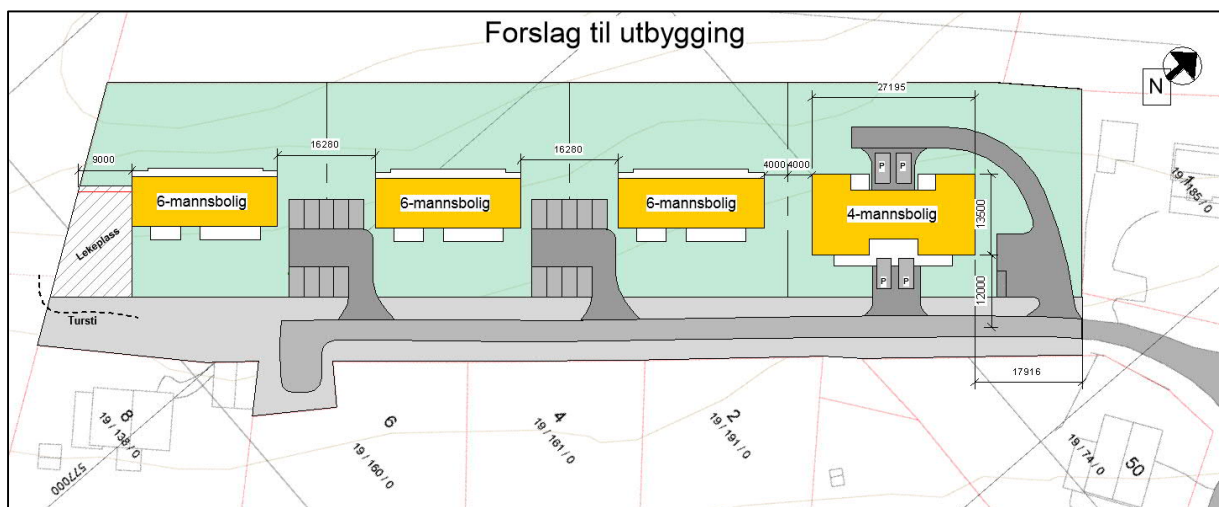 Forslag til utbygging
N
27195
9000
16280
16280
4000
4000
6-mannsbolig
6-mannsbolig
6-mannsbolig
4-mannsbolig
P
P
13500
Lekeplass
P
P
12000
Tursti
17916
1
19 / 185 / 0
8
19 / 138 / 0
577000
6
19 / 160 / 0
4
19 / 161 / 0
2
19 / 191 / 0
50
19 / 74 / 0